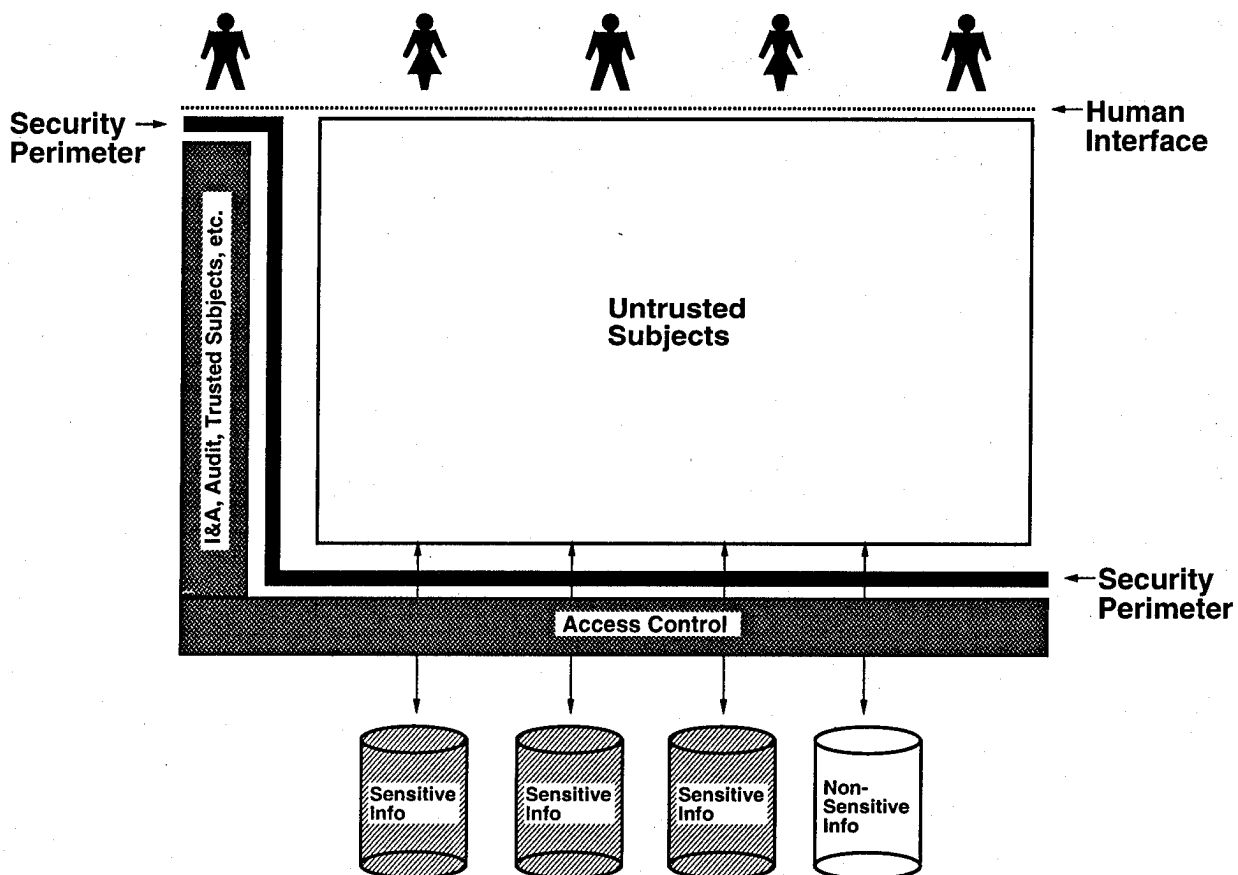 Security
Perimeter
Human
Interface
I&A, Audit, Trusted Subjects, etc.
Untrusted
Subjects
Security
Perimeter
Access Control
Sensitive
Info
Sensitive
Info
Sensitive
Info
Non-
Sensitive
Info